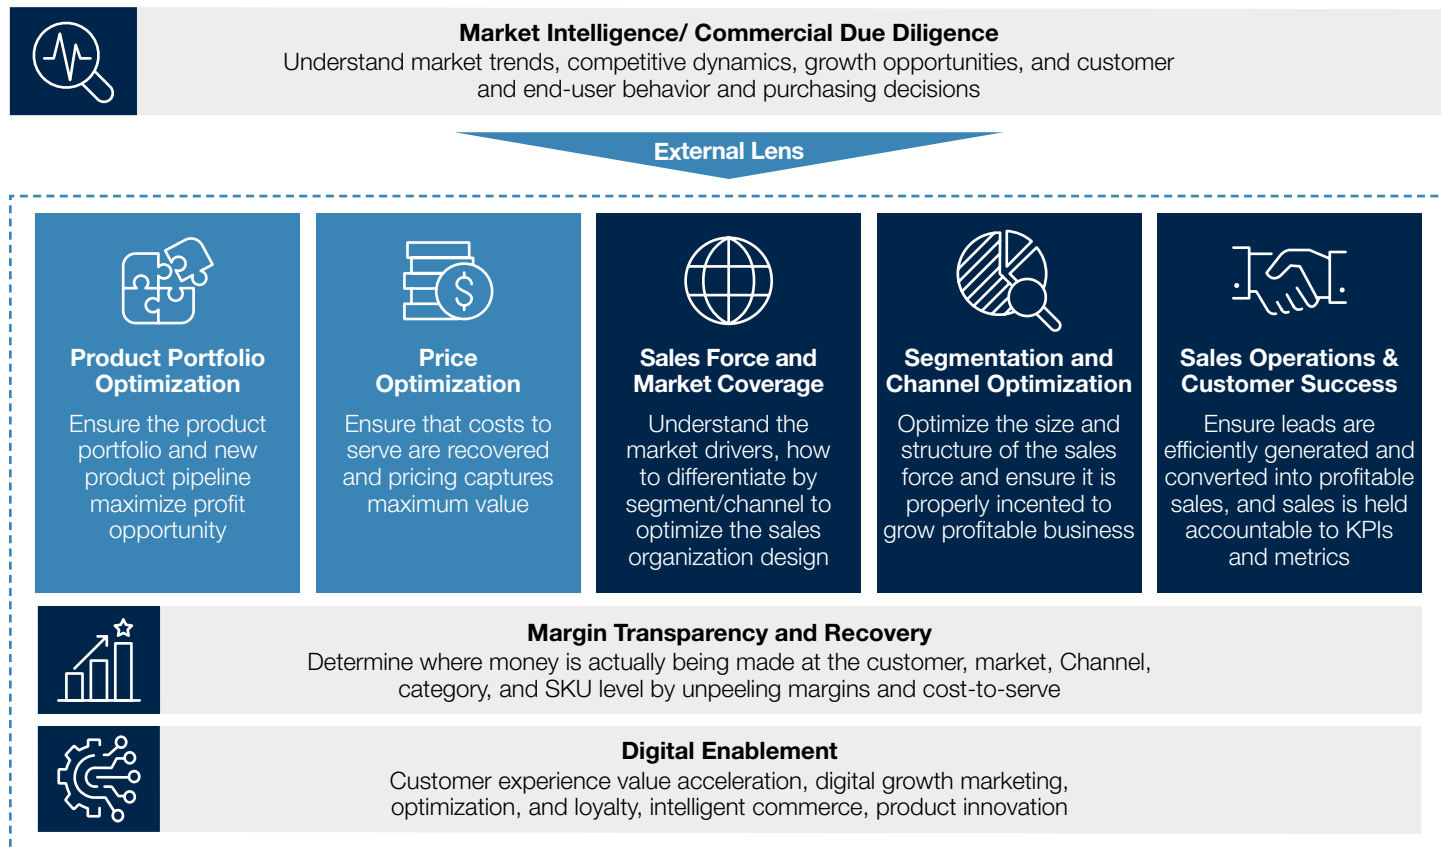 Market Intelligence/ Commercial Due Diligence
Understand market trends, competitive dynamics, growth opportunities, and customer
and end-user behavior and purchasing decisions
External Lens
Product Portfolio
Optimization
Ensure the product
portfolio and new
product pipeline
maximize profit
opportunity
Price
Optimization
Ensure that costs to
serve are recovered
and pricing captures
maximum value
$
Sales Force and
Market Coverage
Understand the
market drivers, how
to differentiate by
segment/channel to
optimize the sales
organization design
Segmentation and
Channel Optimization
Optimize the size and
structure of the sales
force and ensure it is
properly incented to
grow profitable business
Sales Operations &
Customer Success
Ensure leads are
efficiently generated and
converted into profitable
sales, and sales is held
accountable to KPIs
and metrics
Margin Transparency and Recovery
Determine where money is actually being made at the customer, market, Channel,
category, and SKU level by unpeeling margins and cost-to-serve
Digital Enablement
Customer experience value acceleration, digital growth marketing,
optimization, and loyalty, intelligent commerce, product innovation